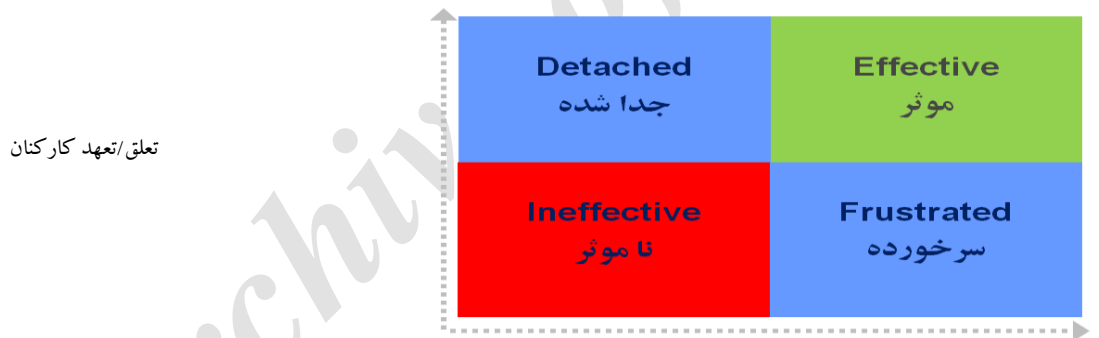 Detached
جدا شده
Effective
موثر
تعلق/تعهد کارکنان
Ineffective
نا موثر
Frustrated
سرخورده